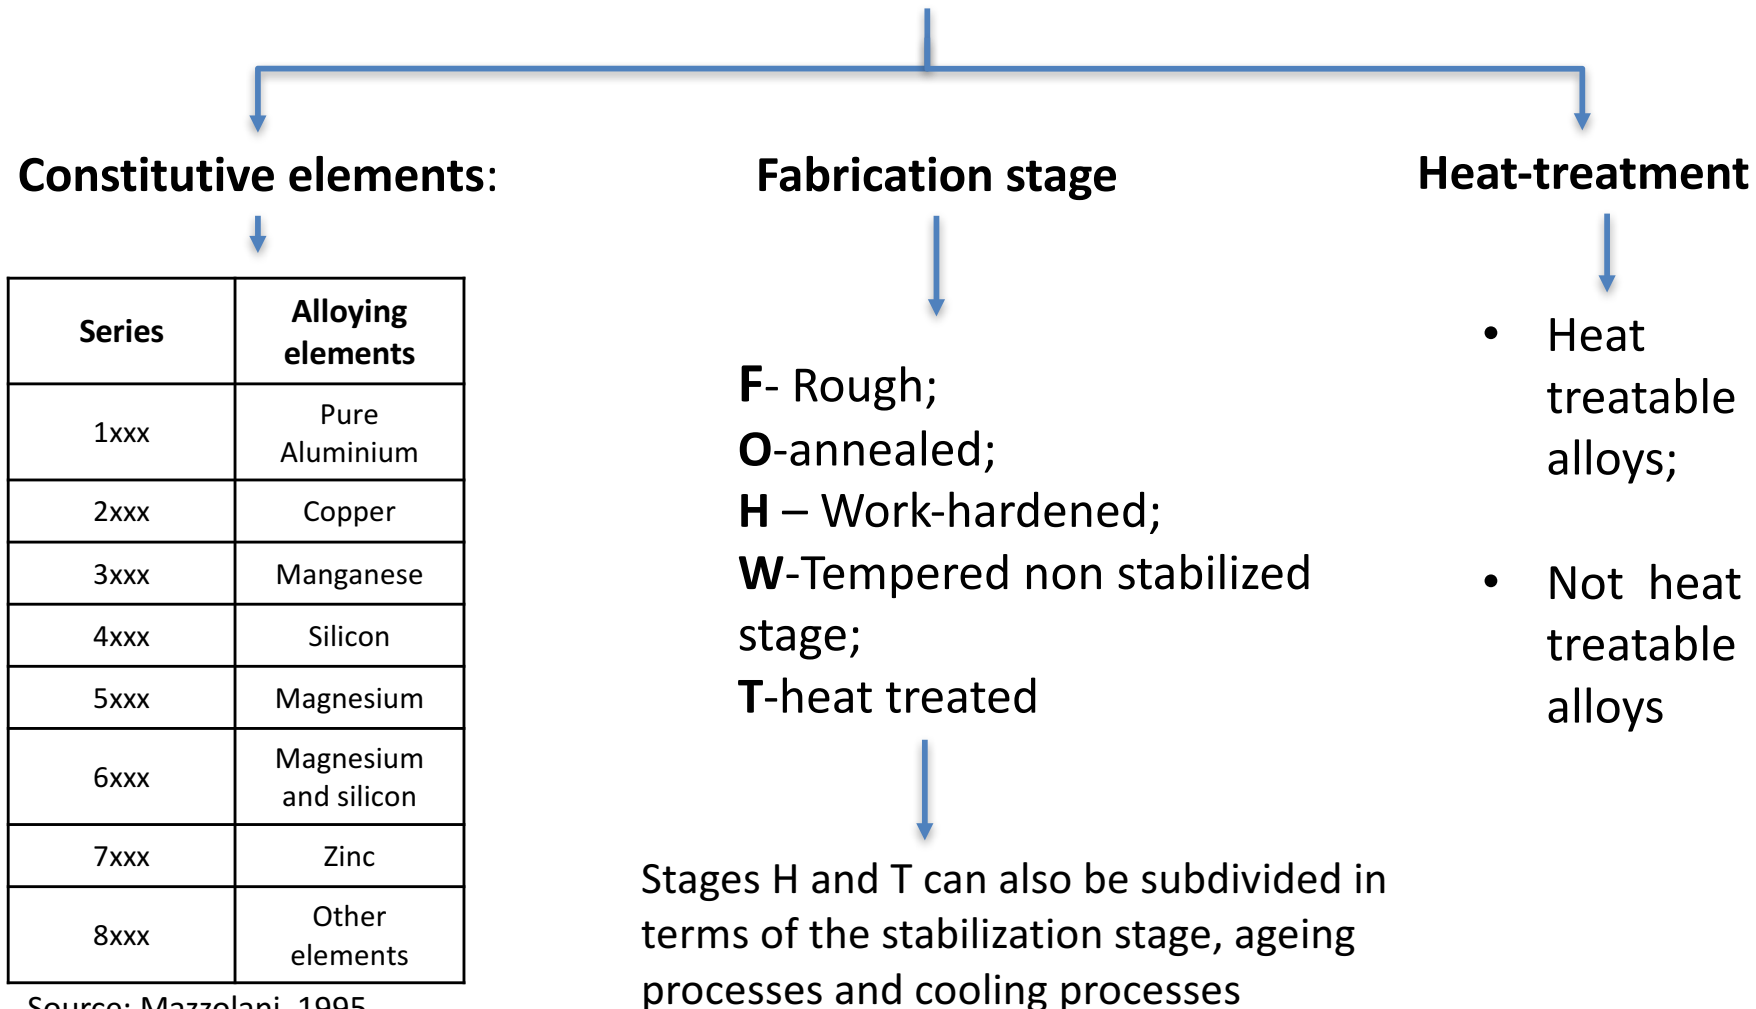 Constitutive elements:
Series
Alloying
elements
1xxx
Pure
Aluminium
2xxx
Copper
3xxx
Manganese
4xxx
Silicon
5xxx
Magnesium
6xxx
Magnesium
and silicon
7xxx
Zinc
8xxx
Other
elements
Source: Mazzolani, 1995
Fabrication stage
F- Rough;
O-annealed;
H – Work-hardened;
W-Tempered non stabilized
stage;
T-heat treated
Stages H and T can also be subdivided in
terms of the stabilization stage, ageing
processes and cooling processes
Heat-treatment
• Heat
treatable
alloys;
• Not heat
treatable
alloys